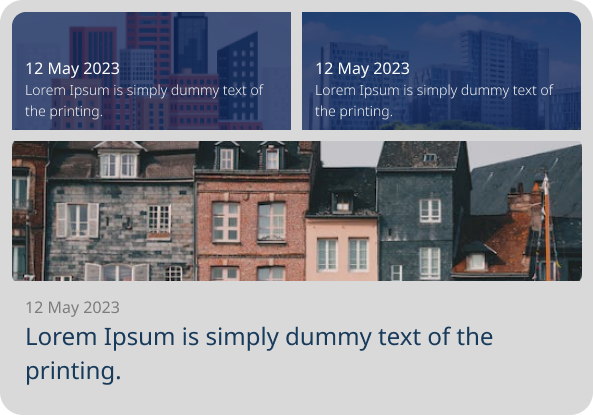 12 May 2023
Lorem Ipsum is simply dummy text of
the printing.
12 May 2023
Lorem Ipsum is simply dummy text of
the printing.
12 May 2023
Lorem Ipsum is simply dummy text of the
printing.